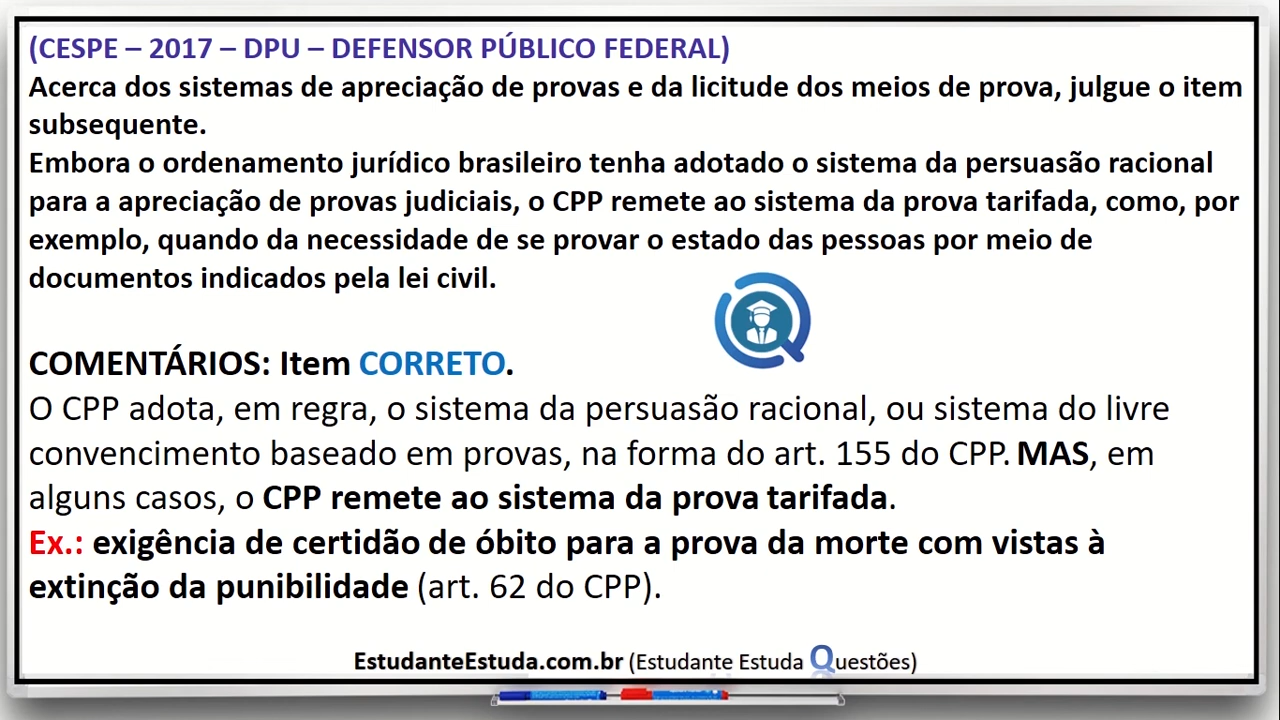 (CESPE – 2017 – DPU – DEFENSOR PÚBLICO FEDERAL)
Acerca dos sistemas de apreciação de provas e da licitude dos meios de prova, julgue o item
subsequente.
Embora o ordenamento jurídico brasileiro tenha adotado o sistema da persuasão racional
para a apreciação de provas judiciais, o CPP remete ao sistema da prova tarifada, como, por
exemplo, quando da necessidade de se provar o estado das pessoas por meio de
documentos indicados pela lei civil.
COMENTÁRIOS: Item CORRETO.
O CPP adota, em regra, o sistema da persuasão racional, ou sistema do livre
convencimento baseado em provas, na forma do art. 155 do CPP. MAS, em
alguns casos, o CPP remete ao sistema da prova tarifada.
Ex.: exigência de certidão de óbito para a prova da morte com vistas à
extinção da punibilidade (art. 62 do CPP).
EstudanteEstuda.com.br (Estudante Estuda Questões)